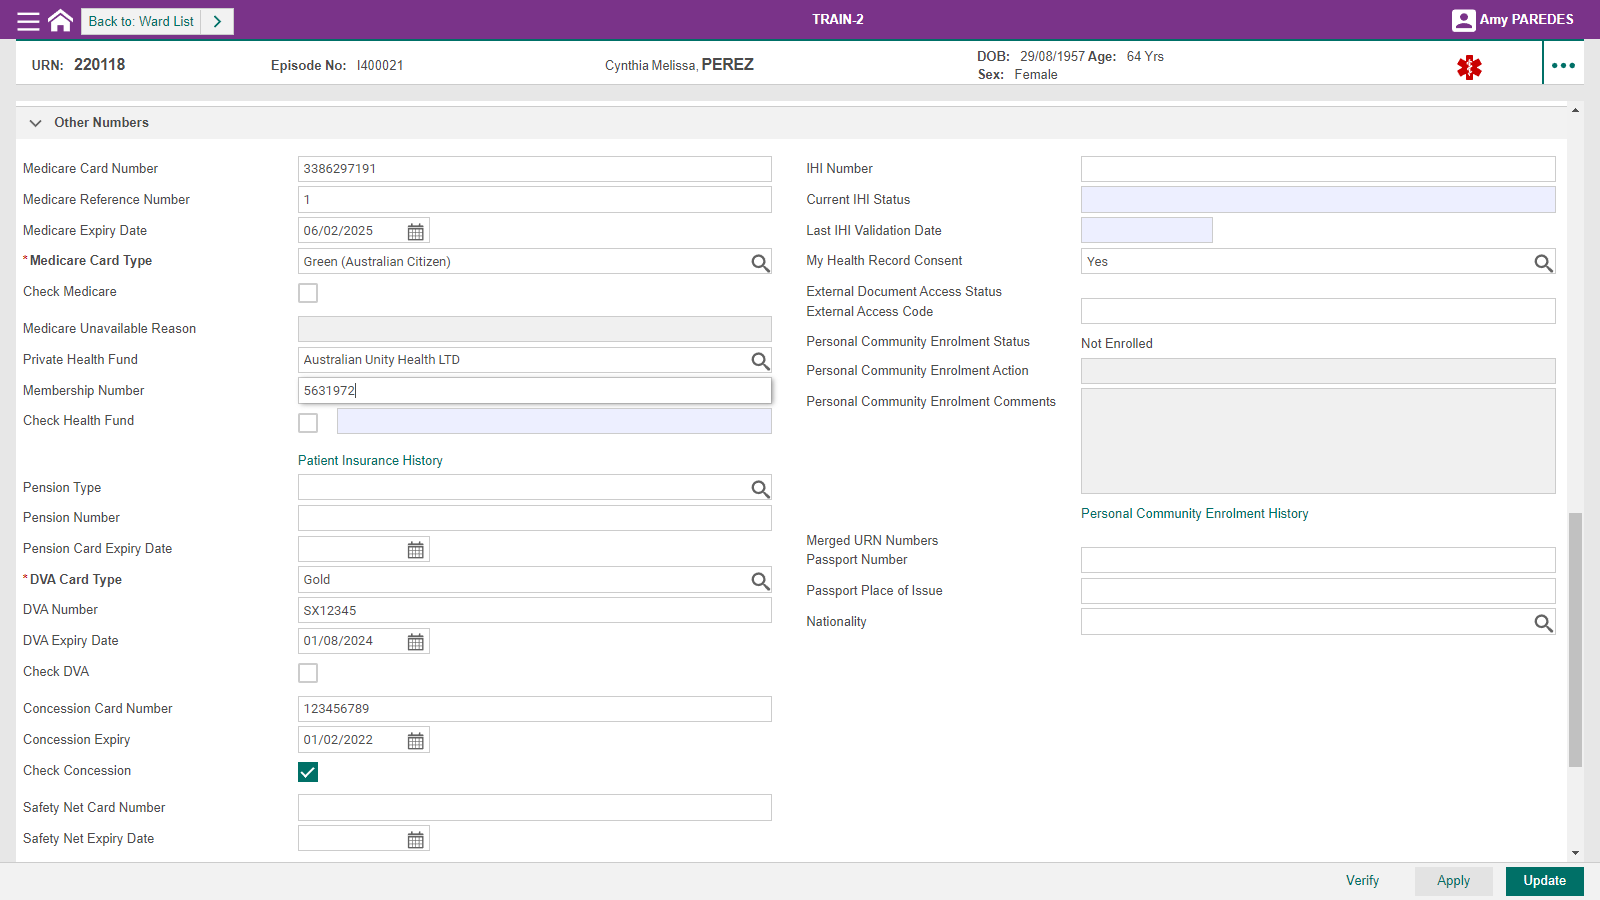 Back to: Ward List
TRAIN-2
Amy PAREDES
URN: 220118
Episode No: I400021
Cynthia Melissa, PEREZ
DOB: 29/08/1957 Age: 64 Yrs
Sex: Female
Other Numbers
Medicare Card Number 3386297191
Medicare Reference Number 1
Medicare Expiry Date 06/02/2025
*Medicare Card Type Green (Australian Citizen)
Check Medicare
Medicare Unavailable Reason
Private Health Fund Australian Unity Health LTD
Membership Number 5631972
Check Health Fund
Patient Insurance History
Pension Type
Pension Number
Pension Card Expiry Date
*DVA Card Type Gold
DVA Number SX12345
DVA Expiry Date 01/08/2024
Check DVA
Concession Card Number 123456789
Concession Expiry 01/02/2022
Check Concession
Safety Net Card Number
Safety Net Expiry Date
IHI Number
Current IHI Status
Last IHI Validation Date
My Health Record Consent Yes
External Document Access Status
External Access Code
Personal Community Enrolment Status Not Enrolled
Personal Community Enrolment Action
Personal Community Enrolment Comments
Personal Community Enrolment History
Merged URN Numbers
Passport Number
Passport Place of Issue
Nationality
Verify
Apply
Update